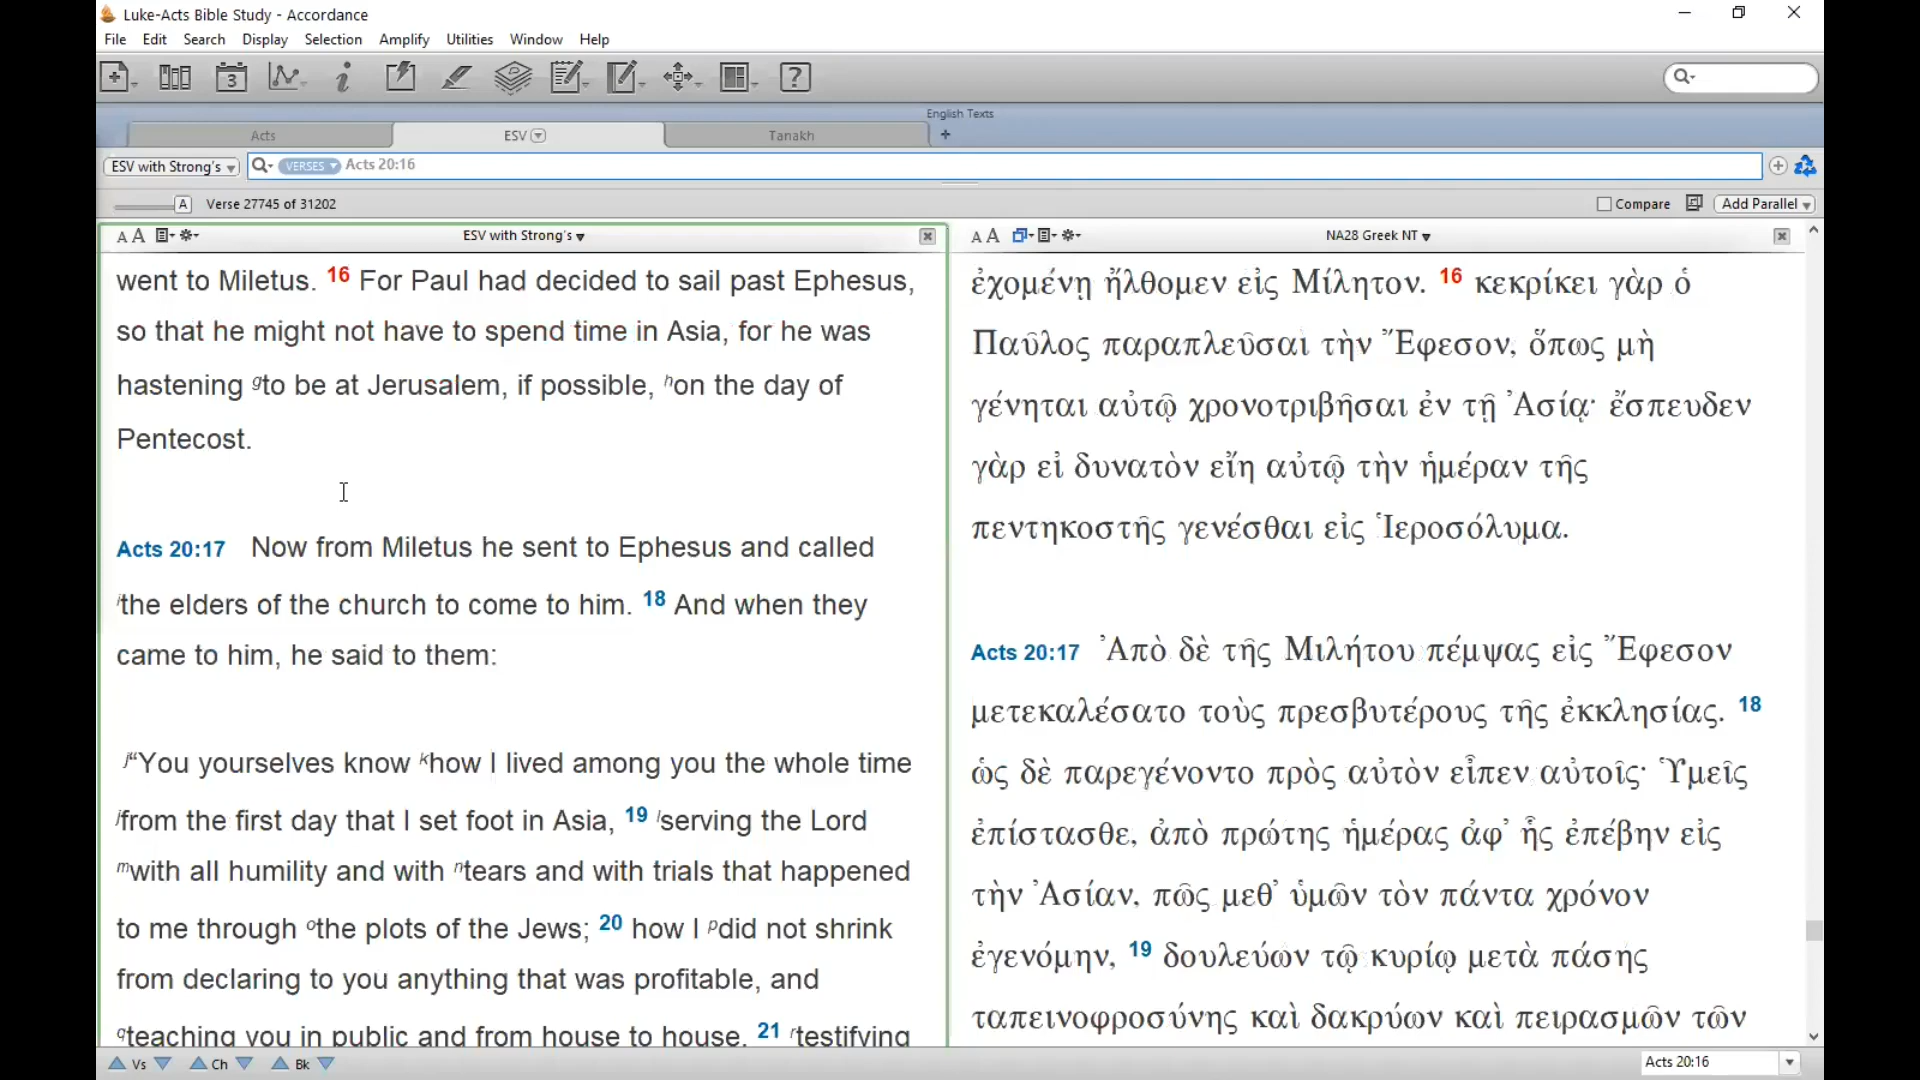 Luke-Acts Bible Study - Accordance
File Edit Search Display Selection Amplify Utilities Window Help
3
English Texts
Acts ESV Tanakh +
ESV with Strong's VERSES Acts 20:16
A Verse 27745 of 31202 Compare Add Parallel
A A ESV with Strong's
went to Miletus. 16 For Paul had decided to sail past Ephesus,
so that he might not have to spend time in Asia, for he was
hastening g to be at Jerusalem, if possible, h on the day of
Pentecost.
Acts 20:17 Now from Miletus he sent to Ephesus and called
i the elders of the church to come to him. 18 And when they
came to him, he said to them:
j “You yourselves know k how I lived among you the whole time
j from the first day that I set foot in Asia, 19 l serving the Lord
m with all humility and with n tears and with trials that happened
to me through o the plots of the Jews; 20 how I p did not shrink
from declaring to you anything that was profitable, and
q teaching you in public and from house to house, 21 r testifying
A A NA28 Greek NT
ἐχομένῃ ἤλθομεν εἰς Μίλητον. 16 κεκρίκει γὰρ ὁ
Παῦλος παραπλεῦσαι τὴν Ἔφεσον, ὅπως μὴ
γένηται αὐτῷ χρονοτριβῆσαι ἐν τῇ Ἀσίᾳ· ἔσπευδεν
γὰρ εἰ δυνατὸν εἴη αὐτῷ τὴν ἡμέραν τῆς
πεντηκοστῆς γενέσθαι εἰς Ἱεροσόλυμα.
Acts 20:17 Ἀπὸ δὲ τῆς Μιλήτου πέμψας εἰς Ἔφεσον
μετεκαλέσατο τοὺς πρεσβυτέρους τῆς ἐκκλησίας. 18
ὡς δὲ παρεγένοντο πρὸς αὐτὸν εἶπεν αὐτοῖς· Ὑμεῖς
ἐπίστασθε, ἀπὸ πρώτης ἡμέρας ἀφ’ ἧς ἐπέβην εἰς
τὴν Ἀσίαν, πῶς μεθ’ ὑμῶν τὸν πάντα χρόνον
ἐγενόμην, 19 δουλεύων τῷ κυρίῳ μετὰ πάσης
ταπεινοφροσύνης καὶ δακρύων καὶ πειρασμῶν τῶν
Vs Ch Bk Acts 20:16